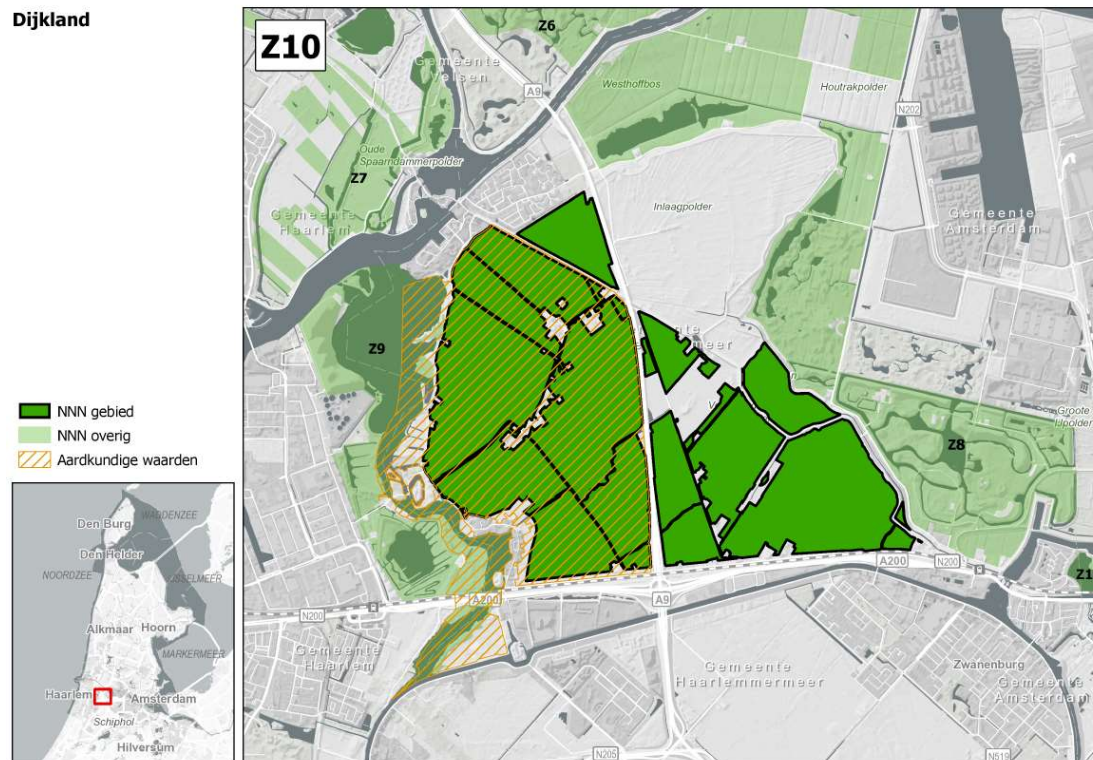 Dijkland
Z10
Z6
Gemeente
Velsen
A9
Westhoffbos
Houtrakpolder
N202
Oude
Spaarndammerpolder
Z7
Gemeente
Haarlem
Inlaagpolder
Gemeente
Amsterdam
Z9
NNN gebied
NNN overig
Aardkundige waarden
Groote
IJpolder
Z8
Z1
A200
N200
N200
A200
A9
Gemeente
Haarlem
Gemeente
Haarlemmermeer
Zwanenburg
Gemeente
Amsterdam
N205
N519
Den Burg
WADDENZEE
Den Helder
NOORDZEE
IJSSELMEER
Alkmaar
Hoorn
MARKERMEER
Haarlem
Amsterdam
Schiphol
Hilversum